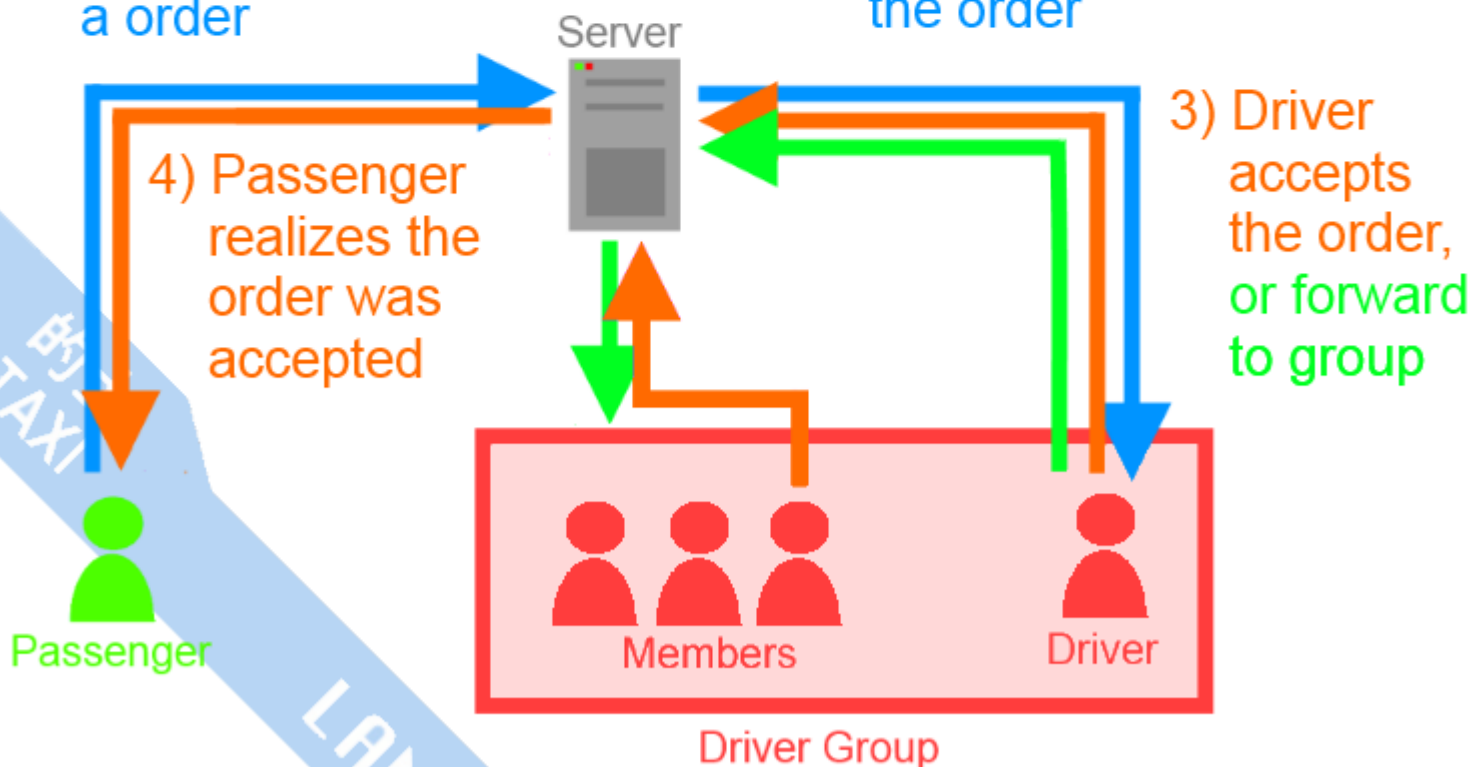 a order
the order
Server
3) Driver
accepts
the order,
or forward
to group
4) Passenger
realizes the
order was
accepted
TAXI
Passenger
Members
Driver
Driver Group